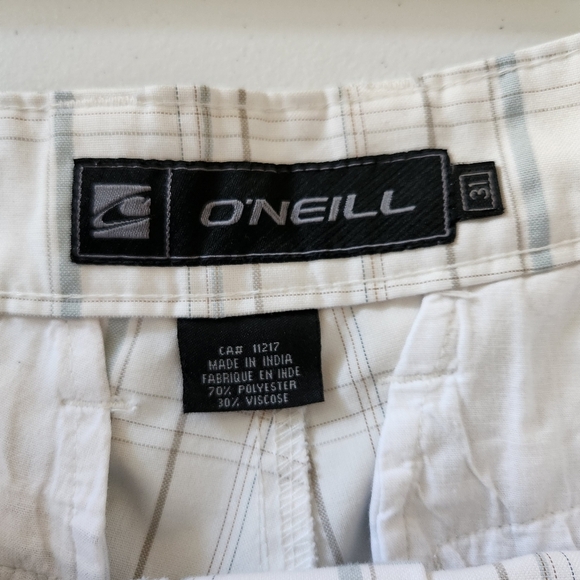 O'NEILL
31
CA# 11217
MADE IN INDIA
FABRIQUE EN INDE
70% POLYESTER
30% VISCOSE